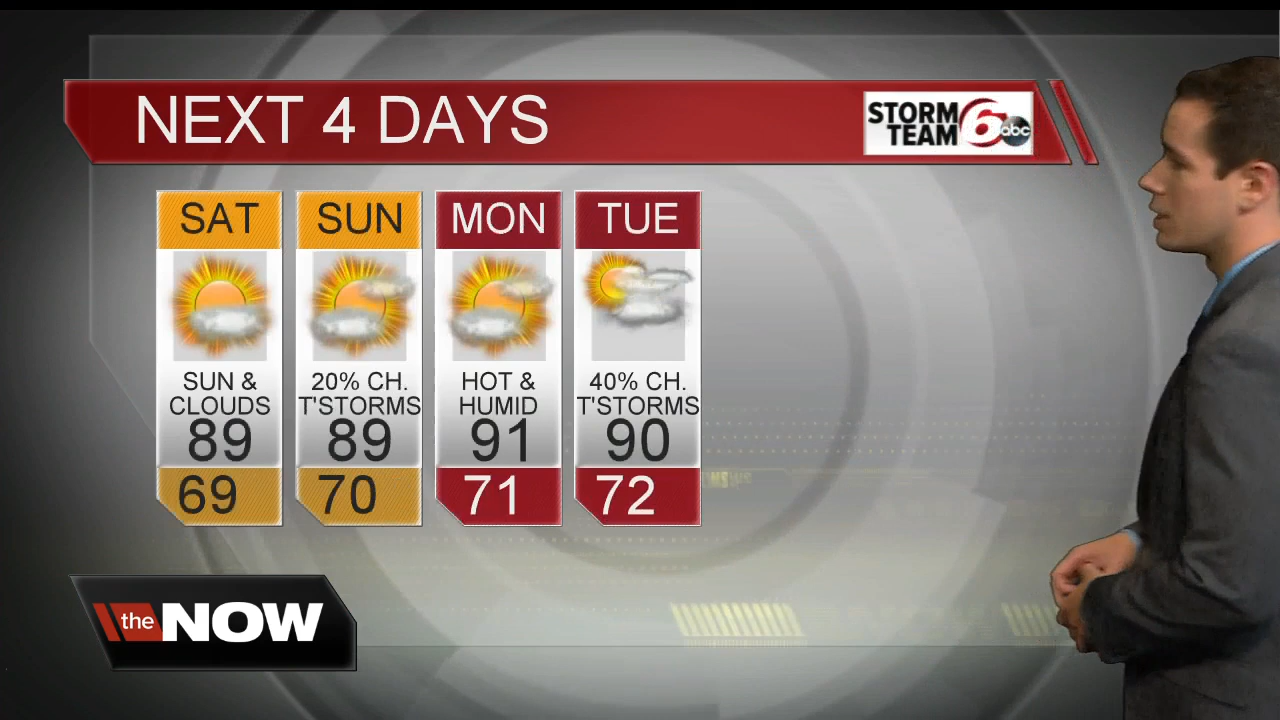 NEXT 4 DAYS
STORM
TEAM 6 abc
SAT
SUN &
CLOUDS
89
69
SUN
20% CH.
T'STORMS
89
70
MON
HOT &
HUMID
91
71
TUE
40% CH.
T'STORMS
90
72
the NOW